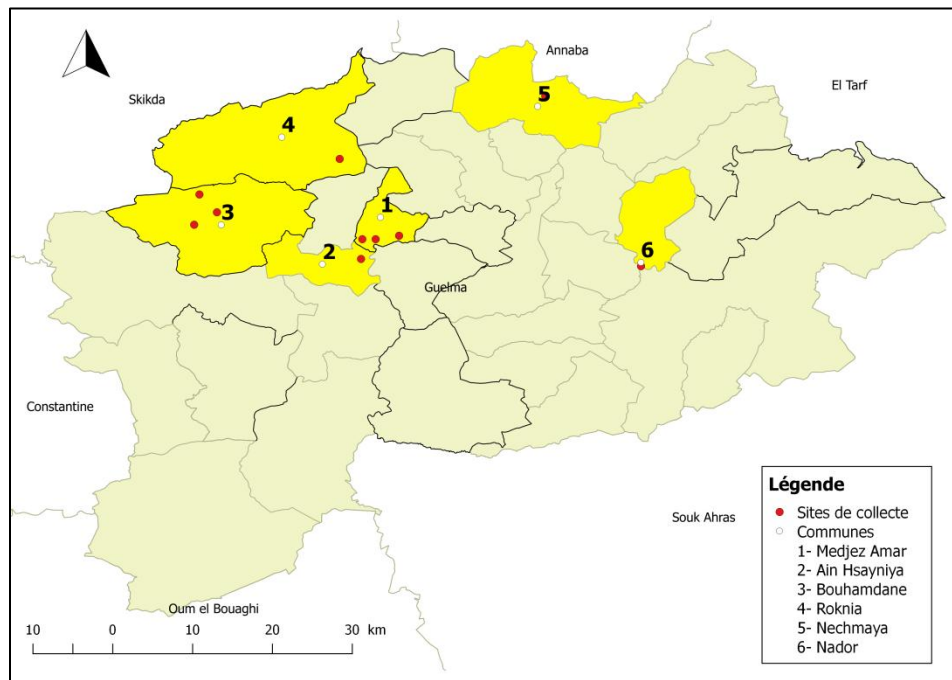 Annaba
El Tarf
Skikda
5
4
1
3
2
6
Guelma
Constantine
Souk Ahras
Oum el Bouaghi
10 0 10 20 30 km
Légende
Sites de collecte
Communes
1- Medjez Amar
2- Ain Hsayniya
3- Bouhamdane
4- Roknia
5- Nechmaya
6- Nador